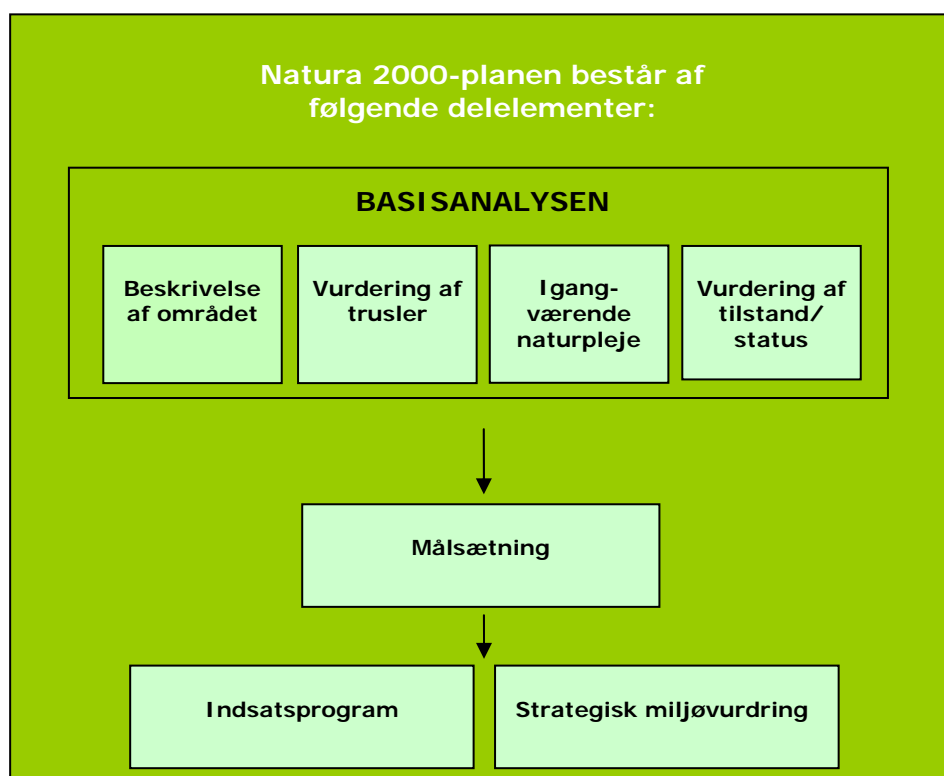 Natura 2000-planen består af
følgende delelementer:
BASISANALYSEN
Beskrivelse
af området
Vurdering af
trusler
Igang-
værende
naturpleje
Vurdering af
tilstand/
status
Målsætning
Indsatsprogram
Strategisk miljøvurdring